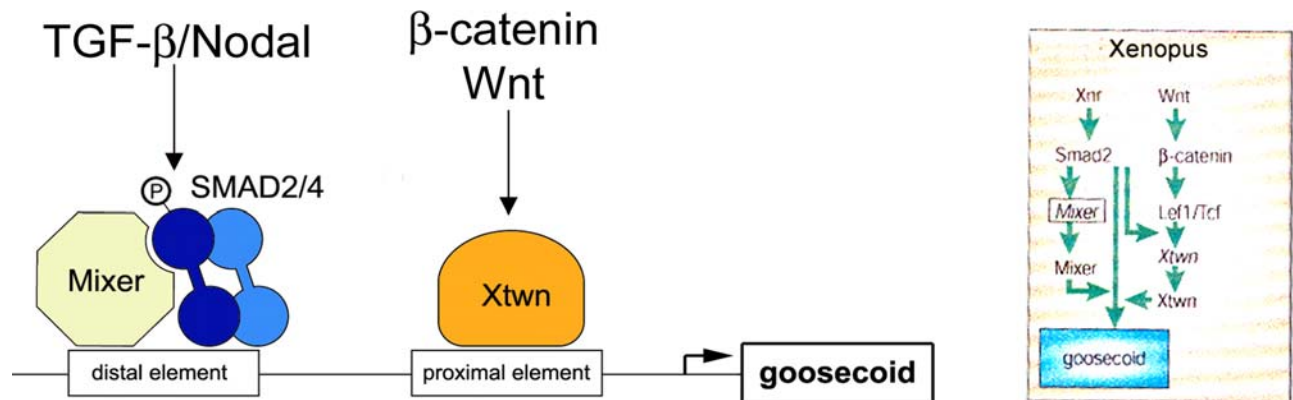 TGF-β/Nodal
β-catenin
Wnt
P
SMAD2/4
Mixer
Xtwn
distal element
proximal element
goosecoid
Xenopus
Xnr Wnt
Smad2 β-catenin
Mixer Lef1/Tcf
Xtwn
Mixer Xtwn
goosecoid